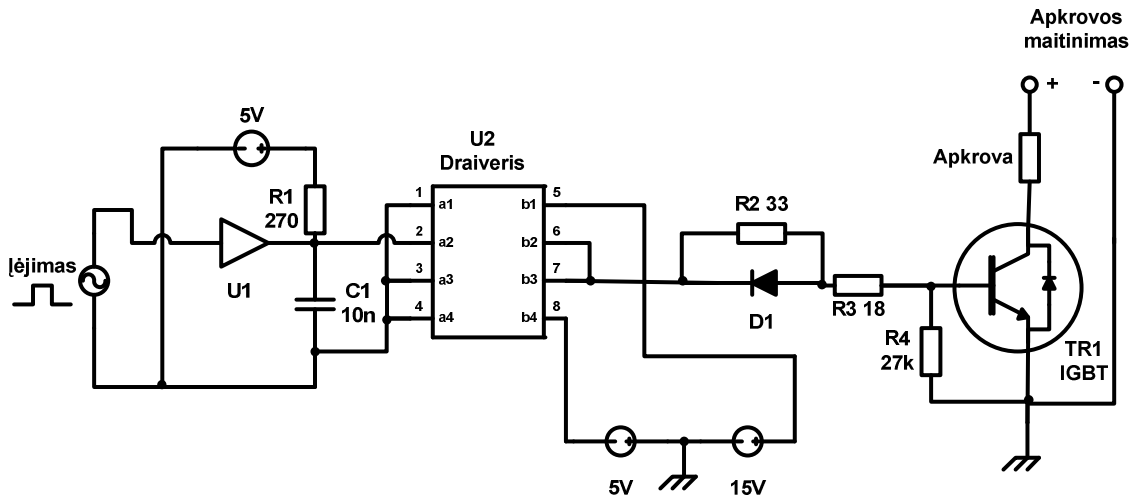 Apkrovos
maitinimas
+ -
5V
+
R1
270
Įėjimas
U1
C1
10n
U2
Draiveris
1 a1 b1 5
2 a2 b2 6
3 a3 b3 7
4 a4 b4 8
R2 33
D1
R3 18
R4
27k
Apkrova
TR1
IGBT
+ +
5V 15V